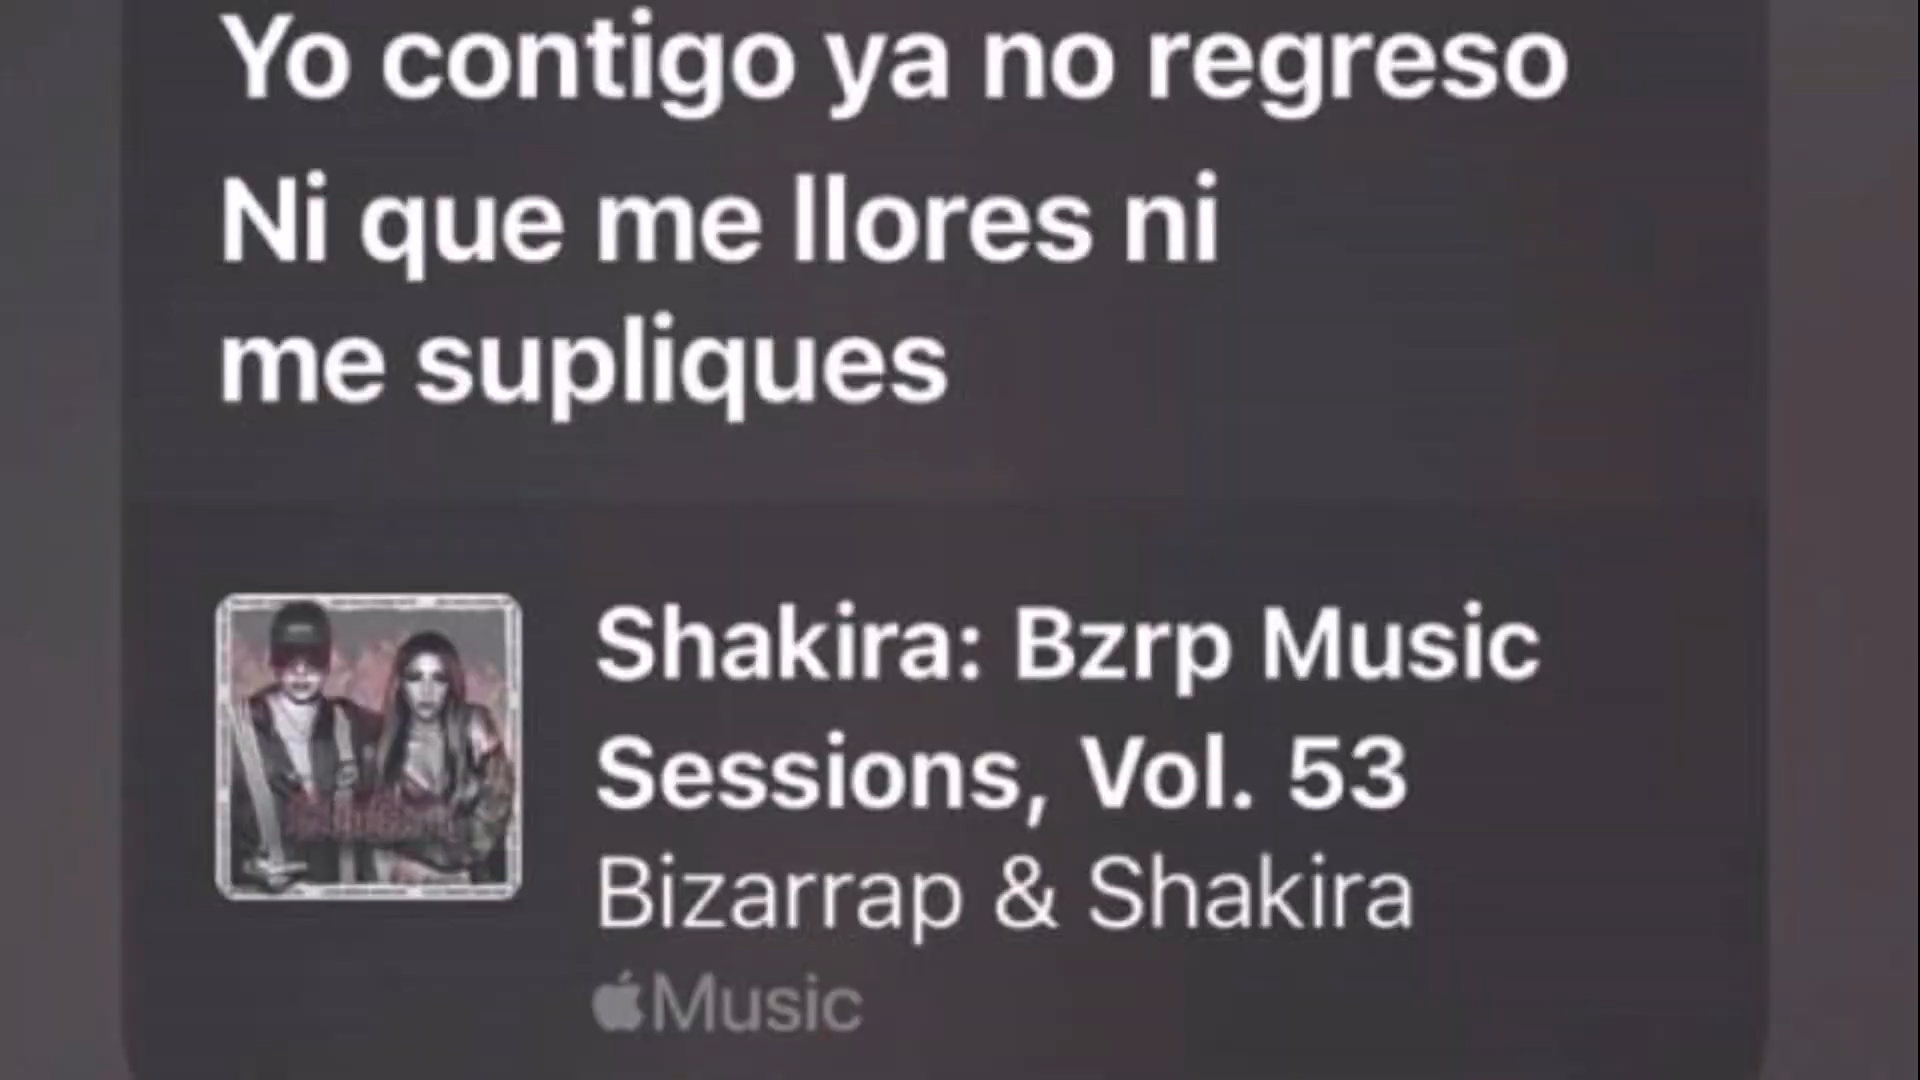 Yo contigo ya no regreso
Ni que me llores ni
me supliques
Shakira: Bzrp Music
Sessions, Vol. 53
Bizarrap & Shakira
Music